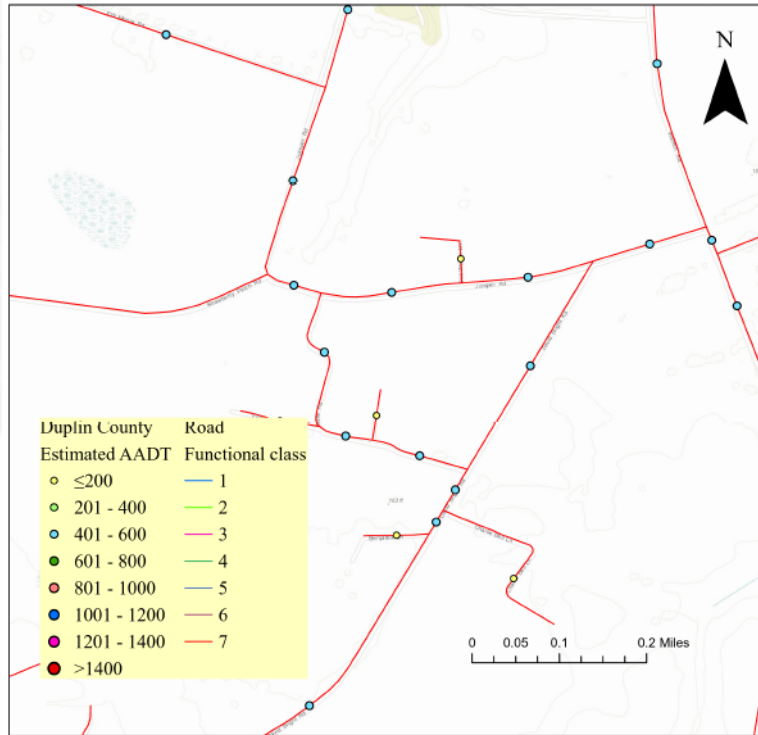 N
Duplin County
Estimated AADT
≤200
201 - 400
401 - 600
601 - 800
801 - 1000
1001 - 1200
1201 - 1400
>1400
Road
Functional class
1
2
3
4
5
6
7
0 0.05 0.1 0.2 Miles